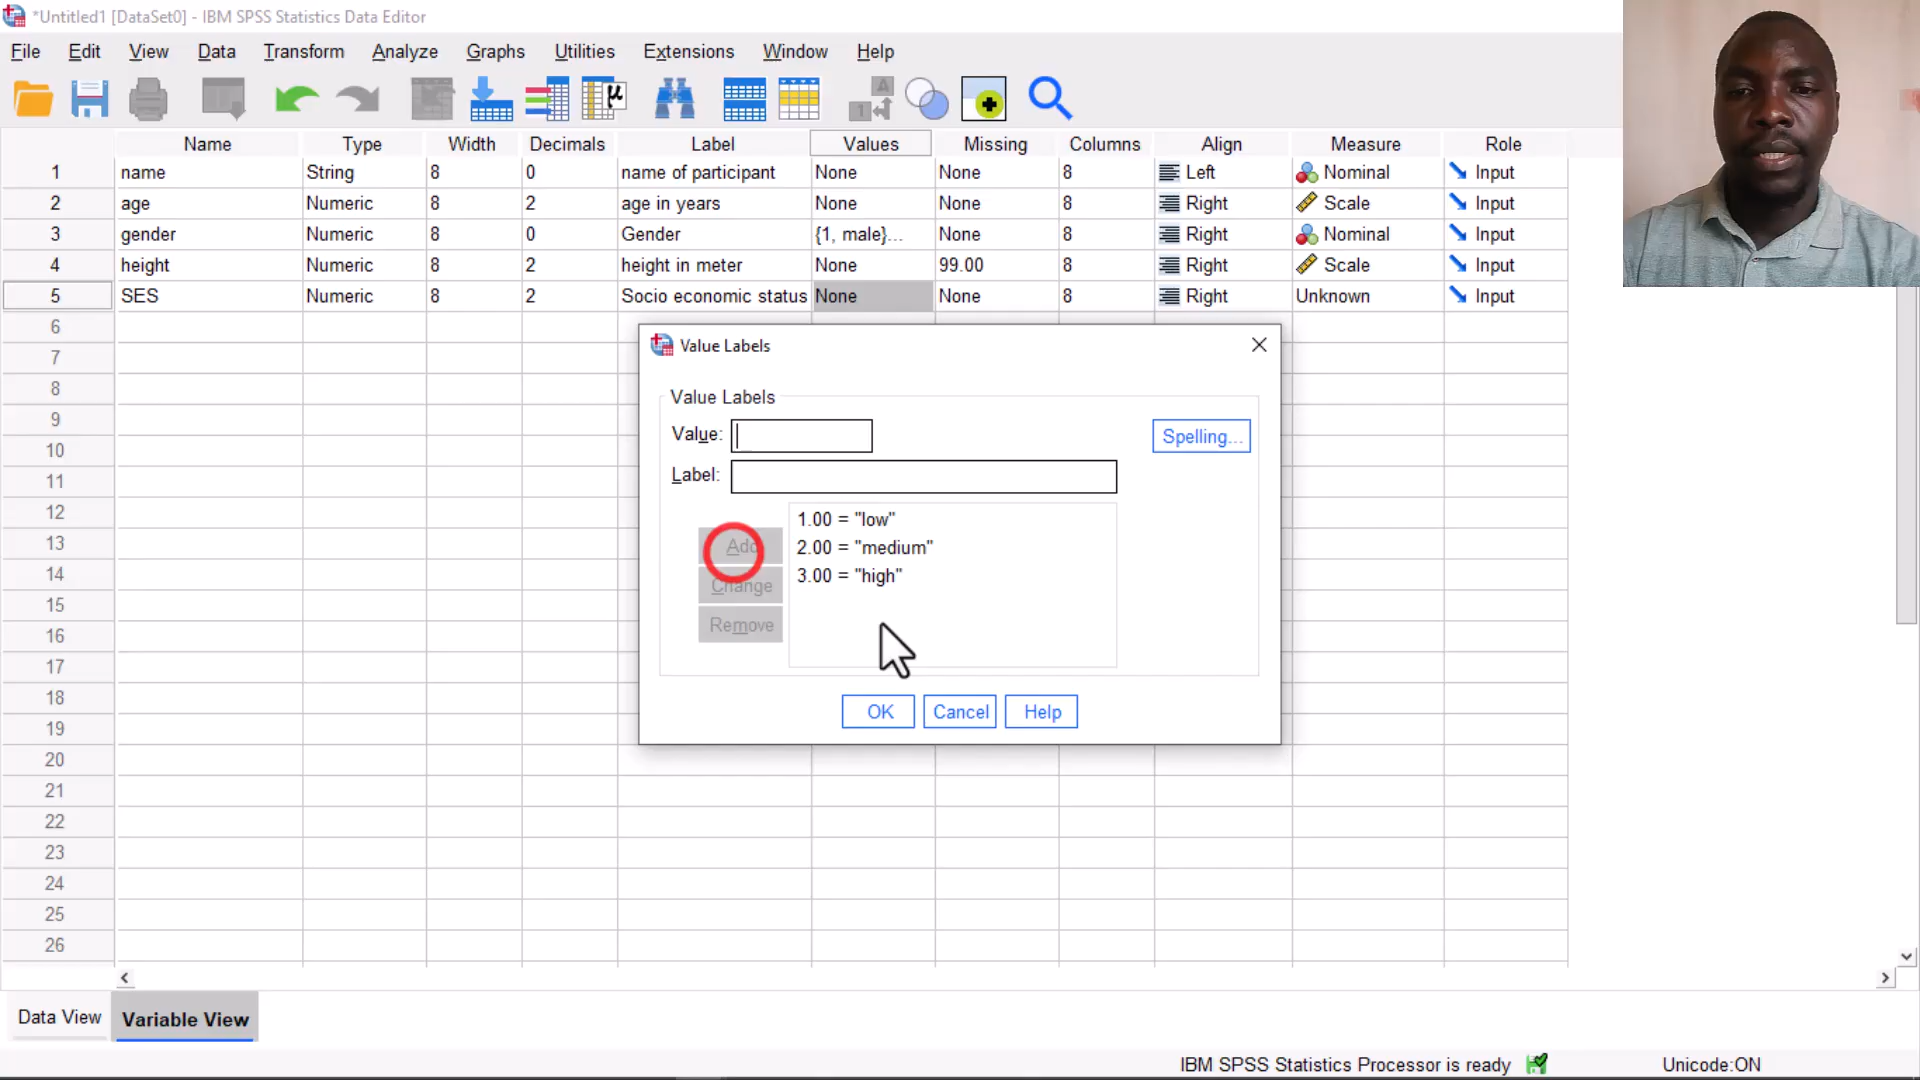 *Untitled1 [DataSet0] - IBM SPSS Statistics Data Editor
File Edit View Data Transform Analyze Graphs Utilities Extensions Window Help
Name Type Width Decimals Label Values Missing Columns Align Measure Role
1 name String 8 0 name of participant None None 8 Left Nominal Input
2 age Numeric 8 2 age in years None None 8 Right Scale Input
3 gender Numeric 8 0 Gender {1, male}... None 8 Right Nominal Input
4 height Numeric 8 2 height in meter None 99.00 8 Right Scale Input
5 SES Numeric 8 2 Socio economic status None None 8 Right Unknown Input
6
7
8
9
10
11
12
13
14
15
16
17
18
19
20
21
22
23
24
25
26
Value Labels
Value Labels
Value:
Spelling...
Label:
Add
Change
Remove
1.00 = "low"
2.00 = "medium"
3.00 = "high"
OK Cancel Help
Data View Variable View
IBM SPSS Statistics Processor is ready Unicode:ON